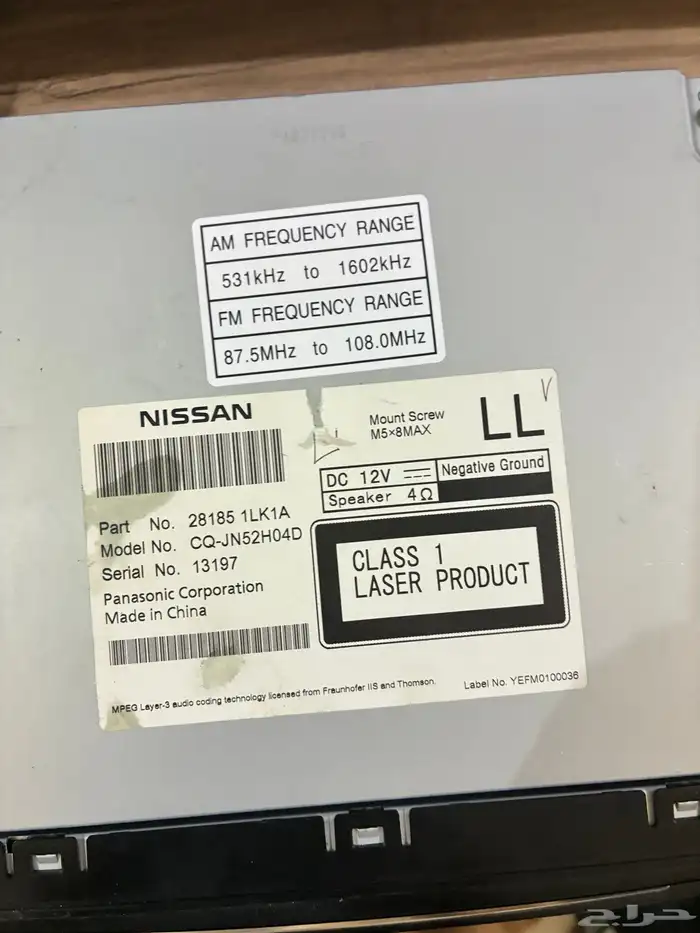 AM FREQUENCY RANGE
531kHz to 1602kHz
FM FREQUENCY RANGE
87.5MHz to 108.0MHz
NISSAN
Mount Screw
M5×8MAX
LL
DC 12V
Negative Ground
Speaker 4Ω
Part No. 28185 1LK1A
Model No. CQ-JN52H04D
Serial No. 13197
Panasonic Corporation
Made in China
CLASS 1
LASER PRODUCT
MPEG Layer-3 audio coding technology licensed from Fraunhofer IIS and Thomson.
Label No. YEFM0100036
حراج